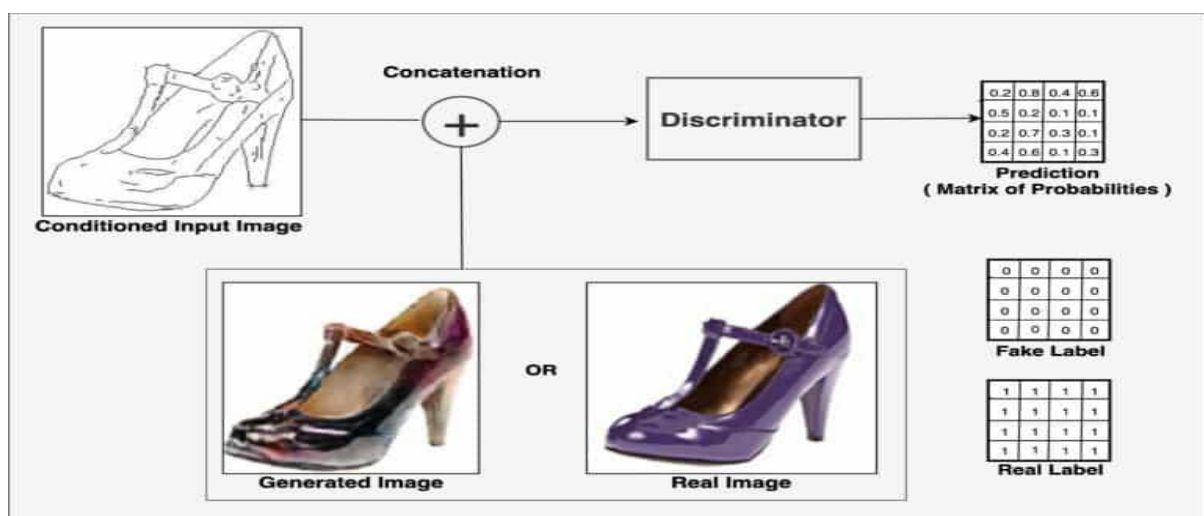 Concatenation
+
Discriminator
0.2 0.8 0.4 0.6
0.5 0.2 0.1 0.1
0.2 0.7 0.3 0.1
0.4 0.6 0.1 0.3
Prediction
( Matrix of Probabilities )
Conditioned Input Image
OR
Generated Image
Real Image
0 0 0 0
0 0 0 0
0 0 0 0
0 0 0 0
Fake Label
1 1 1 1
1 1 1 1
1 1 1 1
1 1 1 1
Real Label